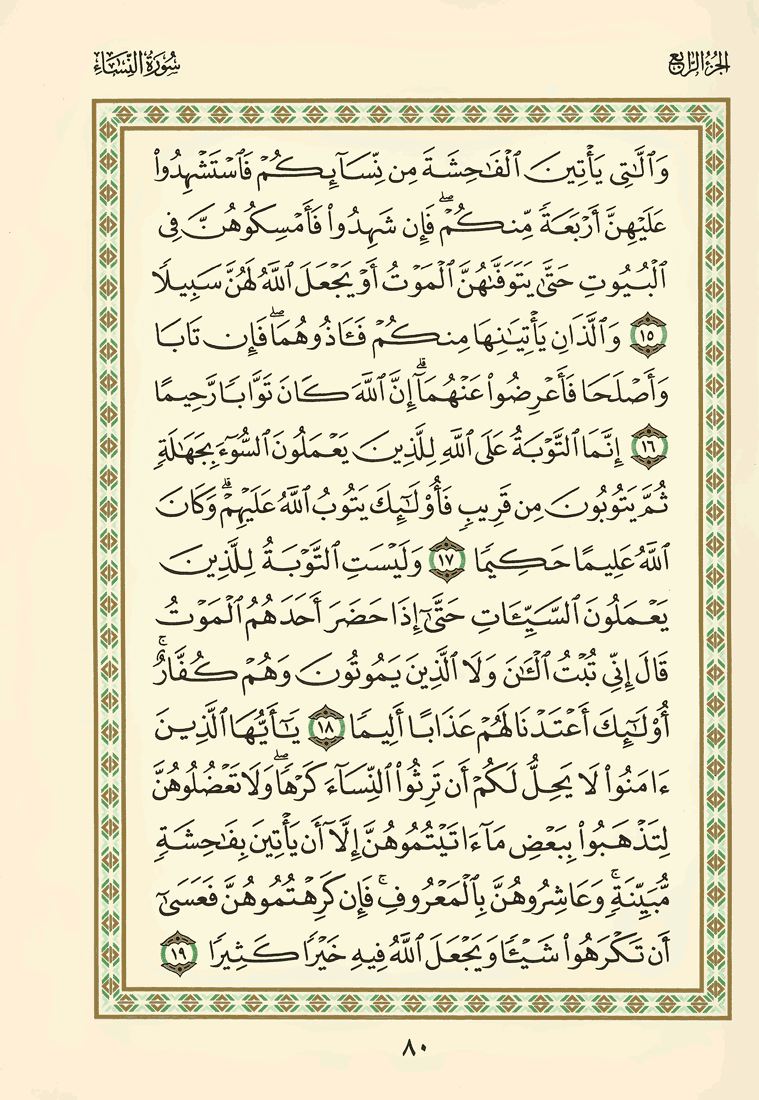 الجزء الرابع
سورة النساء
وَٱلَّٰتِى يَأۡتِينَ ٱلۡفَٰحِشَةَ مِن نِّسَآئِكُمۡ فَٱسۡتَشۡهِدُواْ
عَلَيۡهِنَّ أَرۡبَعَةٗ مِّنكُمۡۖ فَإِن شَهِدُواْ فَأَمۡسِكُوهُنَّ فِى
ٱلۡبُيُوتِ حَتَّىٰ يَتَوَفَّىٰهُنَّ ٱلۡمَوۡتُ أَوۡ يَجۡعَلَ ٱللَّهُ لَهُنَّ سَبِيلٗا
١٥ وَٱلَّذَانِ يَأۡتِيَٰنِهَا مِنكُمۡ فَـَٔاذُوهُمَاۖ فَإِن تَابَا
وَأَصۡلَحَا فَأَعۡرِضُواْ عَنۡهُمَآۗ إِنَّ ٱللَّهَ كَانَ تَوَّابٗا رَّحِيمًا
١٦ إِنَّمَا ٱلتَّوۡبَةُ عَلَى ٱللَّهِ لِلَّذِينَ يَعۡمَلُونَ ٱلسُّوٓءَ بِجَهَٰلَةٖ
ثُمَّ يَتُوبُونَ مِن قَرِيبٖ فَأُوْلَٰٓئِكَ يَتُوبُ ٱللَّهُ عَلَيۡهِمۡۗ وَكَانَ
ٱللَّهُ عَلِيمًا حَكِيمٗا ١٧ وَلَيۡسَتِ ٱلتَّوۡبَةُ لِلَّذِينَ
يَعۡمَلُونَ ٱلسَّيِّـَٔاتِ حَتَّىٰٓ إِذَا حَضَرَ أَحَدَهُمُ ٱلۡمَوۡتُ
قَالَ إِنِّى تُبۡتُ ٱلۡـَٰٔنَ وَلَا ٱلَّذِينَ يَمُوتُونَ وَهُمۡ كُفَّارٌۚ
أُوْلَٰٓئِكَ أَعۡتَدۡنَا لَهُمۡ عَذَابًا أَلِيمٗا ١٨ يَٰٓأَيُّهَا ٱلَّذِينَ
ءَامَنُواْ لَا يَحِلُّ لَكُمۡ أَن تَرِثُواْ ٱلنِّسَآءَ كَرۡهٗاۖ وَلَا تَعۡضُلُوهُنَّ
لِتَذۡهَبُواْ بِبَعۡضِ مَآ ءَاتَيۡتُمُوهُنَّ إِلَّآ أَن يَأۡتِينَ بِفَٰحِشَةٖ
مُّبَيِّنَةٖۚ وَعَاشِرُوهُنَّ بِٱلۡمَعۡرُوفِۚ فَإِن كَرِهۡتُمُوهُنَّ فَعَسَىٰٓ
أَن تَكۡرَهُواْ شَيۡـٔٗا وَيَجۡعَلَ ٱللَّهُ فِيهِ خَيۡرٗا كَثِيرٗا ١٩
٨٠